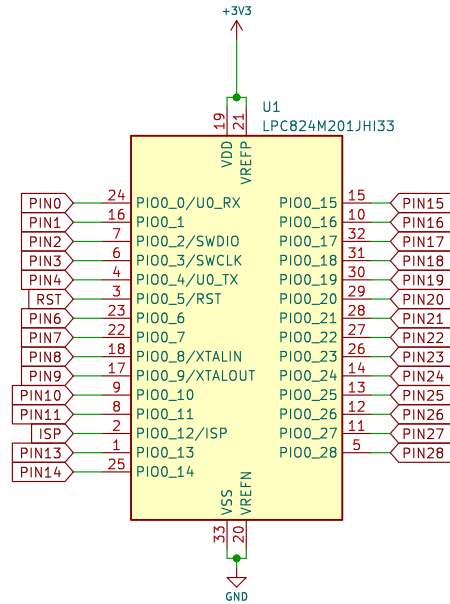 +3V3
U1
LPC824M201JHI33
19 21
VDD VREFP
PIN0 24 PIO0_0/U0_RX PIO0_15 15 PIN15
PIN1 16 PIO0_1 PIO0_16 10 PIN16
PIN2 7 PIO0_2/SWDIO PIO0_17 32 PIN17
PIN3 6 PIO0_3/SWCLK PIO0_18 31 PIN18
PIN4 4 PIO0_4/U0_TX PIO0_19 30 PIN19
RST 3 PIO0_5/RST PIO0_20 29 PIN20
PIN6 23 PIO0_6 PIO0_21 28 PIN21
PIN7 22 PIO0_7 PIO0_22 27 PIN22
PIN8 18 PIO0_8/XTALIN PIO0_23 26 PIN23
PIN9 17 PIO0_9/XTALOUT PIO0_24 14 PIN24
PIN10 9 PIO0_10 PIO0_25 13 PIN25
PIN11 8 PIO0_11 PIO0_26 12 PIN26
ISP 2 PIO0_12/ISP PIO0_27 11 PIN27
PIN13 1 PIO0_13 PIO0_28 5 PIN28
PIN14 25 PIO0_14
VSS VREFN
33 20
GND